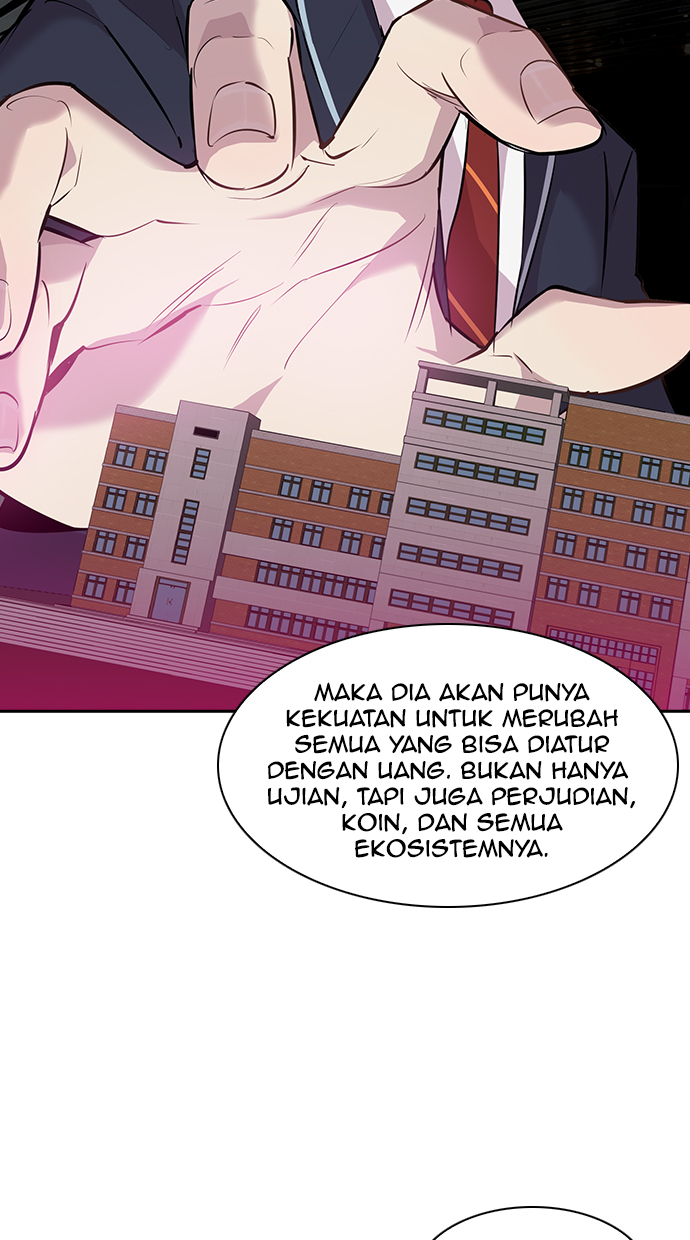 MAKA DIA AKAN PUNYA
KEKUATAN UNTUK MERUBAH
SEMUA YANG BISA DIATUR
DENGAN UANG. BUKAN HANYA
UJIAN, TAPI JUGA PERJUDIAN,
KOIN, DAN SEMUA
EKOSISTEMNYA.